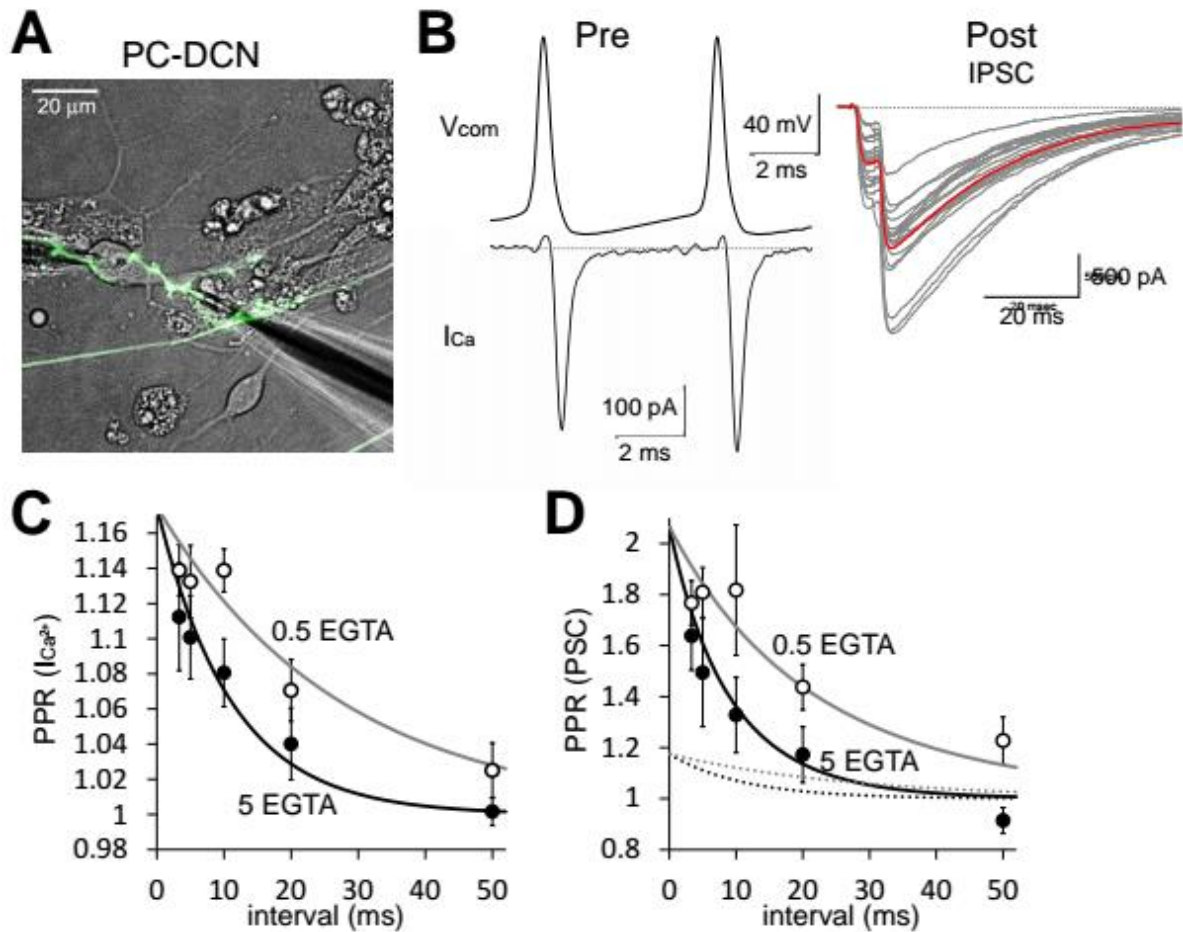 A
PC-DCN
20 μm
B
Pre
Vcom
40 mV
2 ms
ICa
100 pA
2 ms
Post
IPSC
500 pA
20 msec
20 ms
C
PPR (ICa²⁺)
1.16
1.14
1.12
1.1
1.08
1.06
1.04
1.02
1
0.98
0.5 EGTA
5 EGTA
0 10 20 30 40 50
interval (ms)
D
PPR (PSC)
2
1.8
1.6
1.4
1.2
1
0.8
0.5 EGTA
5 EGTA
0 10 20 30 40 50
interval (ms)